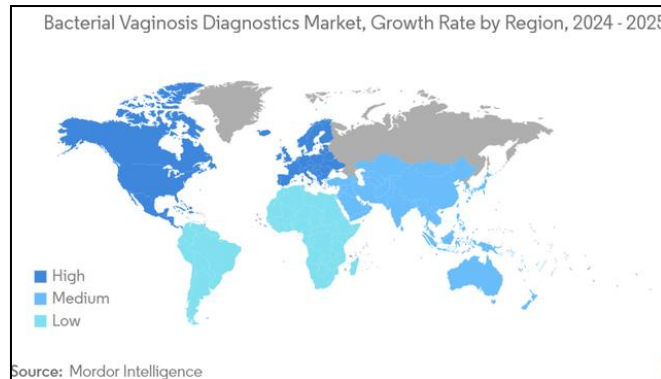 Bacterial Vaginosis Diagnostics Market, Growth Rate by Region, 2024 - 2025
High
Medium
Low
Source: Mordor Intelligence